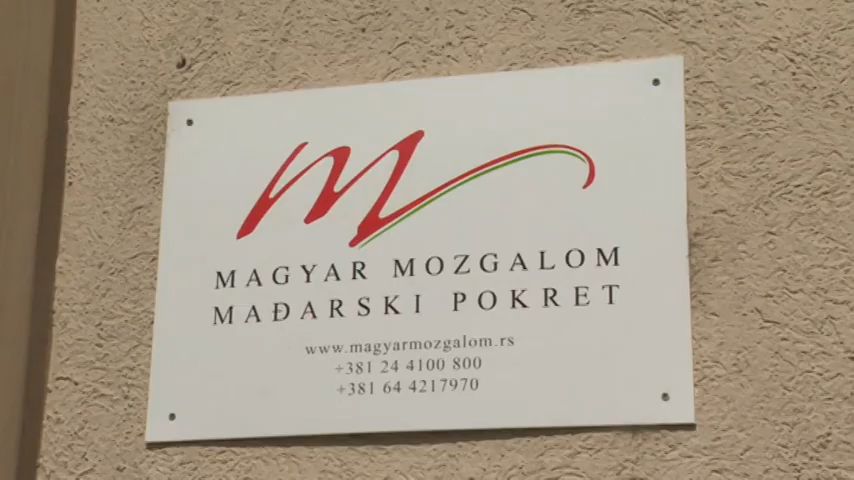 MAGYAR MOZGALOM
MAĐARSKI POKRET
www.magyarmozgalom.rs
+381 24 4100 800
+381 64 4217970